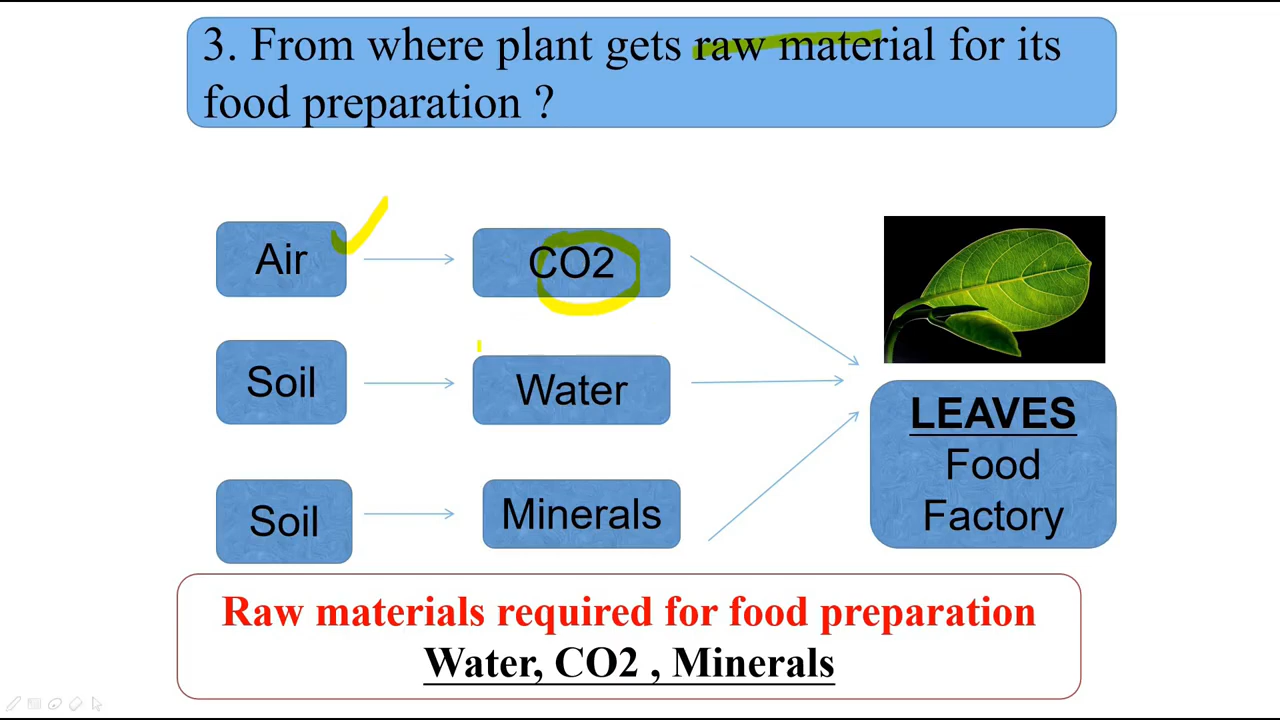 3. From where plant gets raw material for its
food preparation ?
Air
CO2
Soil
Water
Soil
Minerals
LEAVES
Food
Factory
Raw materials required for food preparation
Water, CO2 , Minerals